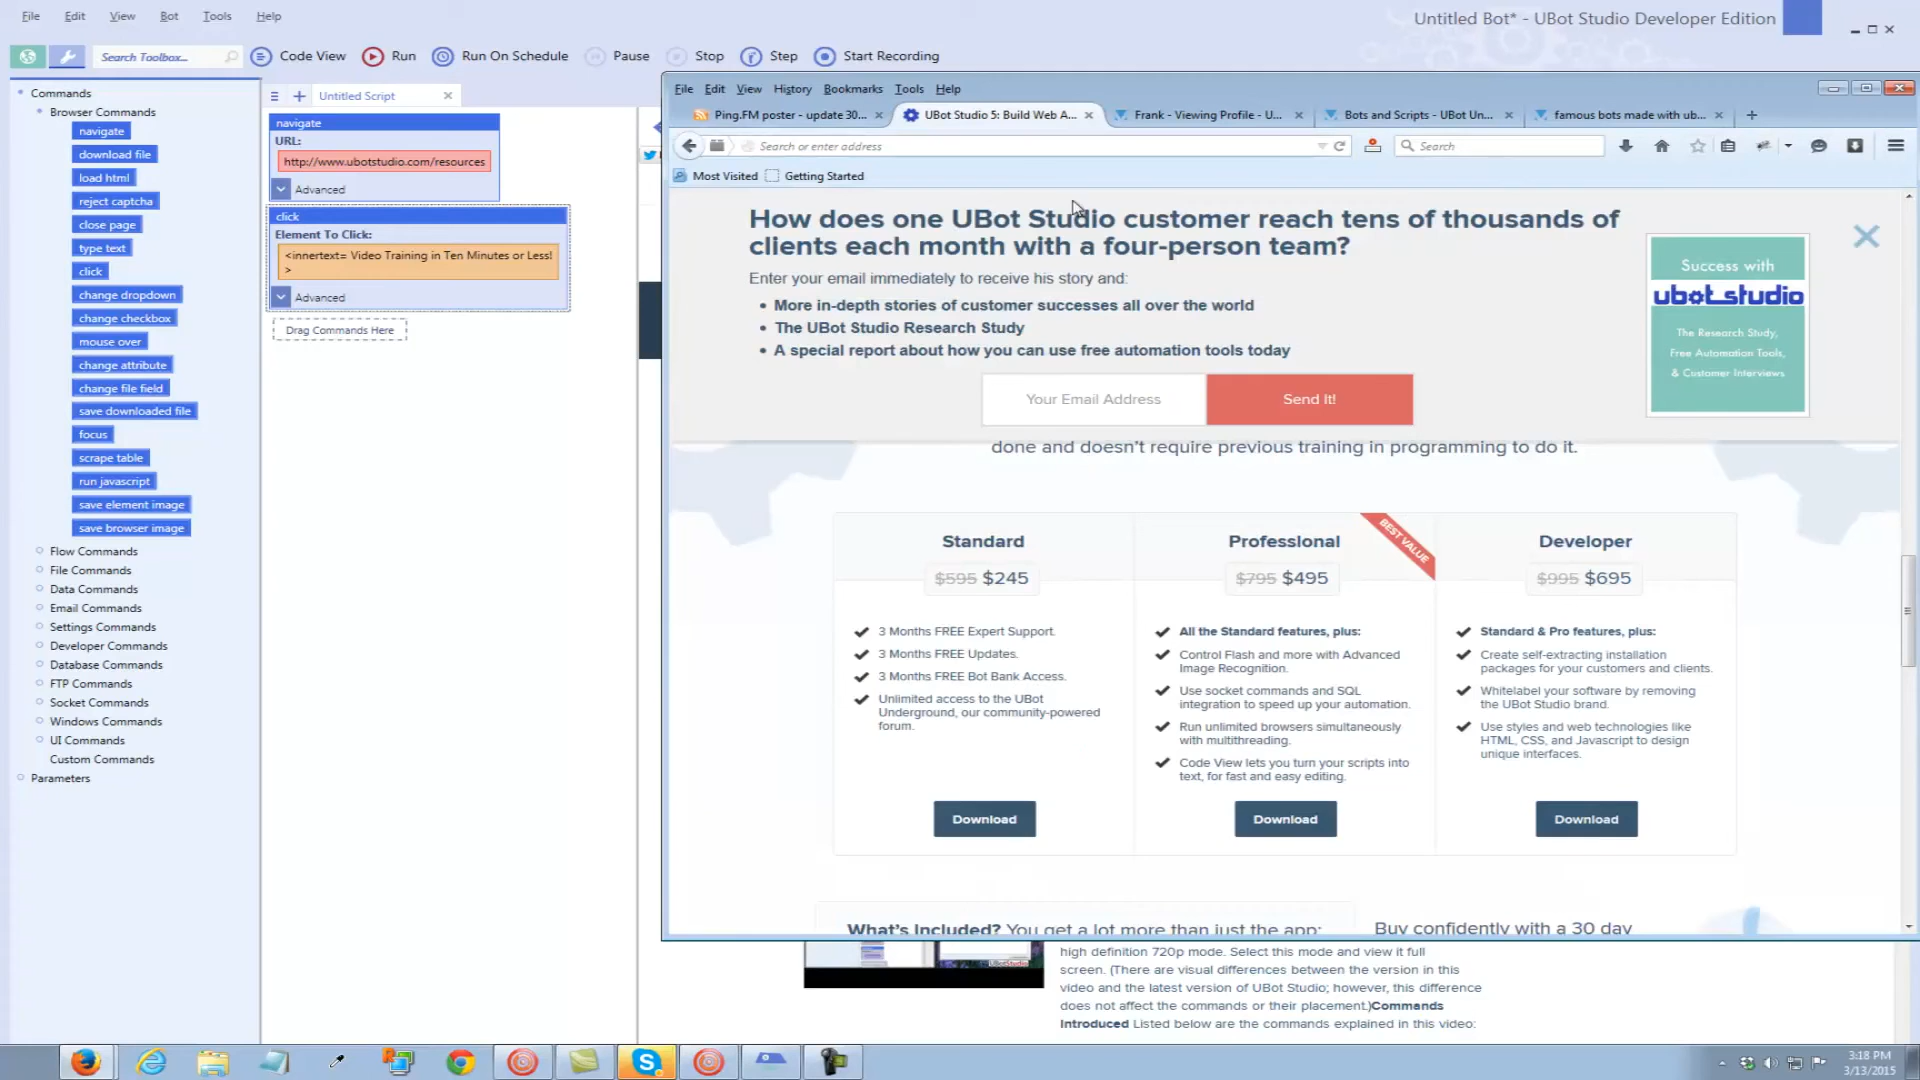 File Edit View Bot Tools Help
Untitled Bot* - UBot Studio Developer Edition
Search Toolbox...
Code View
Run
Run On Schedule
Pause
Stop
Step
Start Recording
Commands
Browser Commands
navigate
download file
load html
reject captcha
close page
type text
click
change dropdown
change checkbox
mouse over
change attribute
change file field
save downloaded file
focus
scrape table
run javascript
save element image
save browser image
Flow Commands
File Commands
Data Commands
Email Commands
Settings Commands
Developer Commands
Database Commands
FTP Commands
Socket Commands
Windows Commands
UI Commands
Custom Commands
Parameters
Untitled Script
navigate
URL:
http://www.ubotstudio.com/resources
Advanced
click
Element To Click:
<innertext= Video Training in Ten Minutes or Less!
>
Advanced
Drag Commands Here
File Edit View History Bookmarks Tools Help
Ping.FM poster - update 30...
UBot Studio 5: Build Web A...
Frank - Viewing Profile - U...
Bots and Scripts - UBot Un...
famous bots made with ub...
Search or enter address
Search
Most Visited
Getting Started
How does one UBot Studio customer reach tens of thousands of
clients each month with a four-person team?
Enter your email immediately to receive his story and:
• More in-depth stories of customer successes all over the world
• The UBot Studio Research Study
• A special report about how you can use free automation tools today
Your Email Address
Send It!
Success with
ubot studio
The Research Study,
Free Automation Tools,
& Customer Interviews
done and doesn't require previous training in programming to do it.
Standard
$595 $245
3 Months FREE Expert Support.
3 Months FREE Updates.
3 Months FREE Bot Bank Access.
Unlimited access to the UBot
Underground, our community-powered
forum.
Download
Professional
BEST VALUE
$795 $495
All the Standard features, plus:
Control Flash and more with Advanced
Image Recognition.
Use socket commands and SQL
integration to speed up your automation.
Run unlimited browsers simultaneously
with multithreading.
Code View lets you turn your scripts into
text, for fast and easy editing.
Download
Developer
$995 $695
Standard & Pro features, plus:
Create self-extracting installation
packages for your customers and clients.
Whitelabel your software by removing
the UBot Studio brand.
Use styles and web technologies like
HTML, CSS, and Javascript to design
unique interfaces.
Download
What's Included? You get a lot more than just the app:
Buy confidently with a 30 day
high definition 720p mode. Select this mode and view it full
screen. (There are visual differences between the version in this
video and the latest version of UBot Studio; however, this difference
does not affect the commands or their placement.)Commands
Introduced Listed below are the commands explained in this video:
3:18 PM
3/13/2015